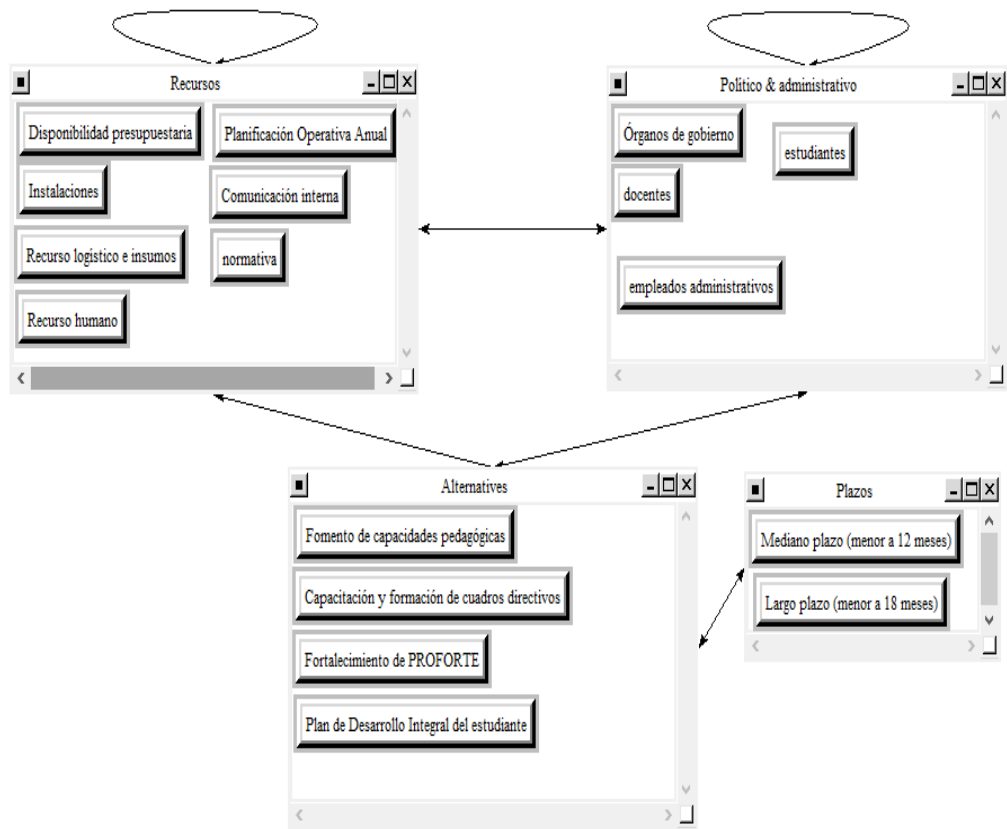 Recursos
Disponibilidad presupuestaria
Planificación Operativa Anual
Instalaciones
Comunicación interna
Recurso logistico e insumos
normativa
Recurso humano
Político & administrativo
Órganos de gobierno
estudiantes
docentes
empleados administrativos
Alternatives
Fomento de capacidades pedagógicas
Capacitación y formación de cuadros directivos
Fortalecimiento de PROFORTE
Plan de Desarrollo Integral del estudiante
Plazos
Mediano plazo (menor a 12 meses)
Largo plazo (menor a 18 meses)